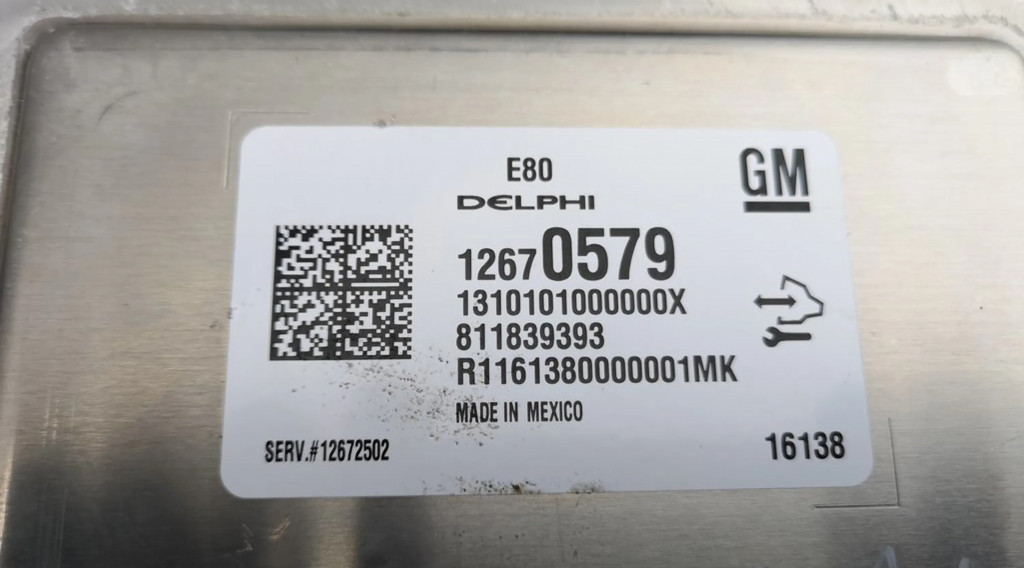 E80
GM
DELPHI
12670579
1310101000000X
811839393
R1161380000001MK
MADE IN MEXICO
SERV.#12672502
16138